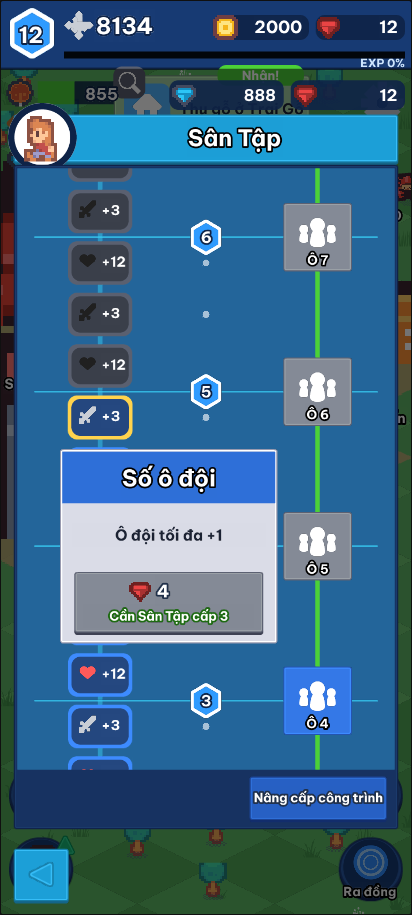 12
8134
2000
12
EXP 0%
Nhận!
855
888
12
Sân Tập
+3
6
Ô 7
+12
+3
+12
5
Ô 6
+3
Số ô đội
Ô đội tối đa +1
4
Cần Sân Tập cấp 3
Ô 5
+12
3
Ô 4
+3
Nâng cấp công trình
Ra đồng